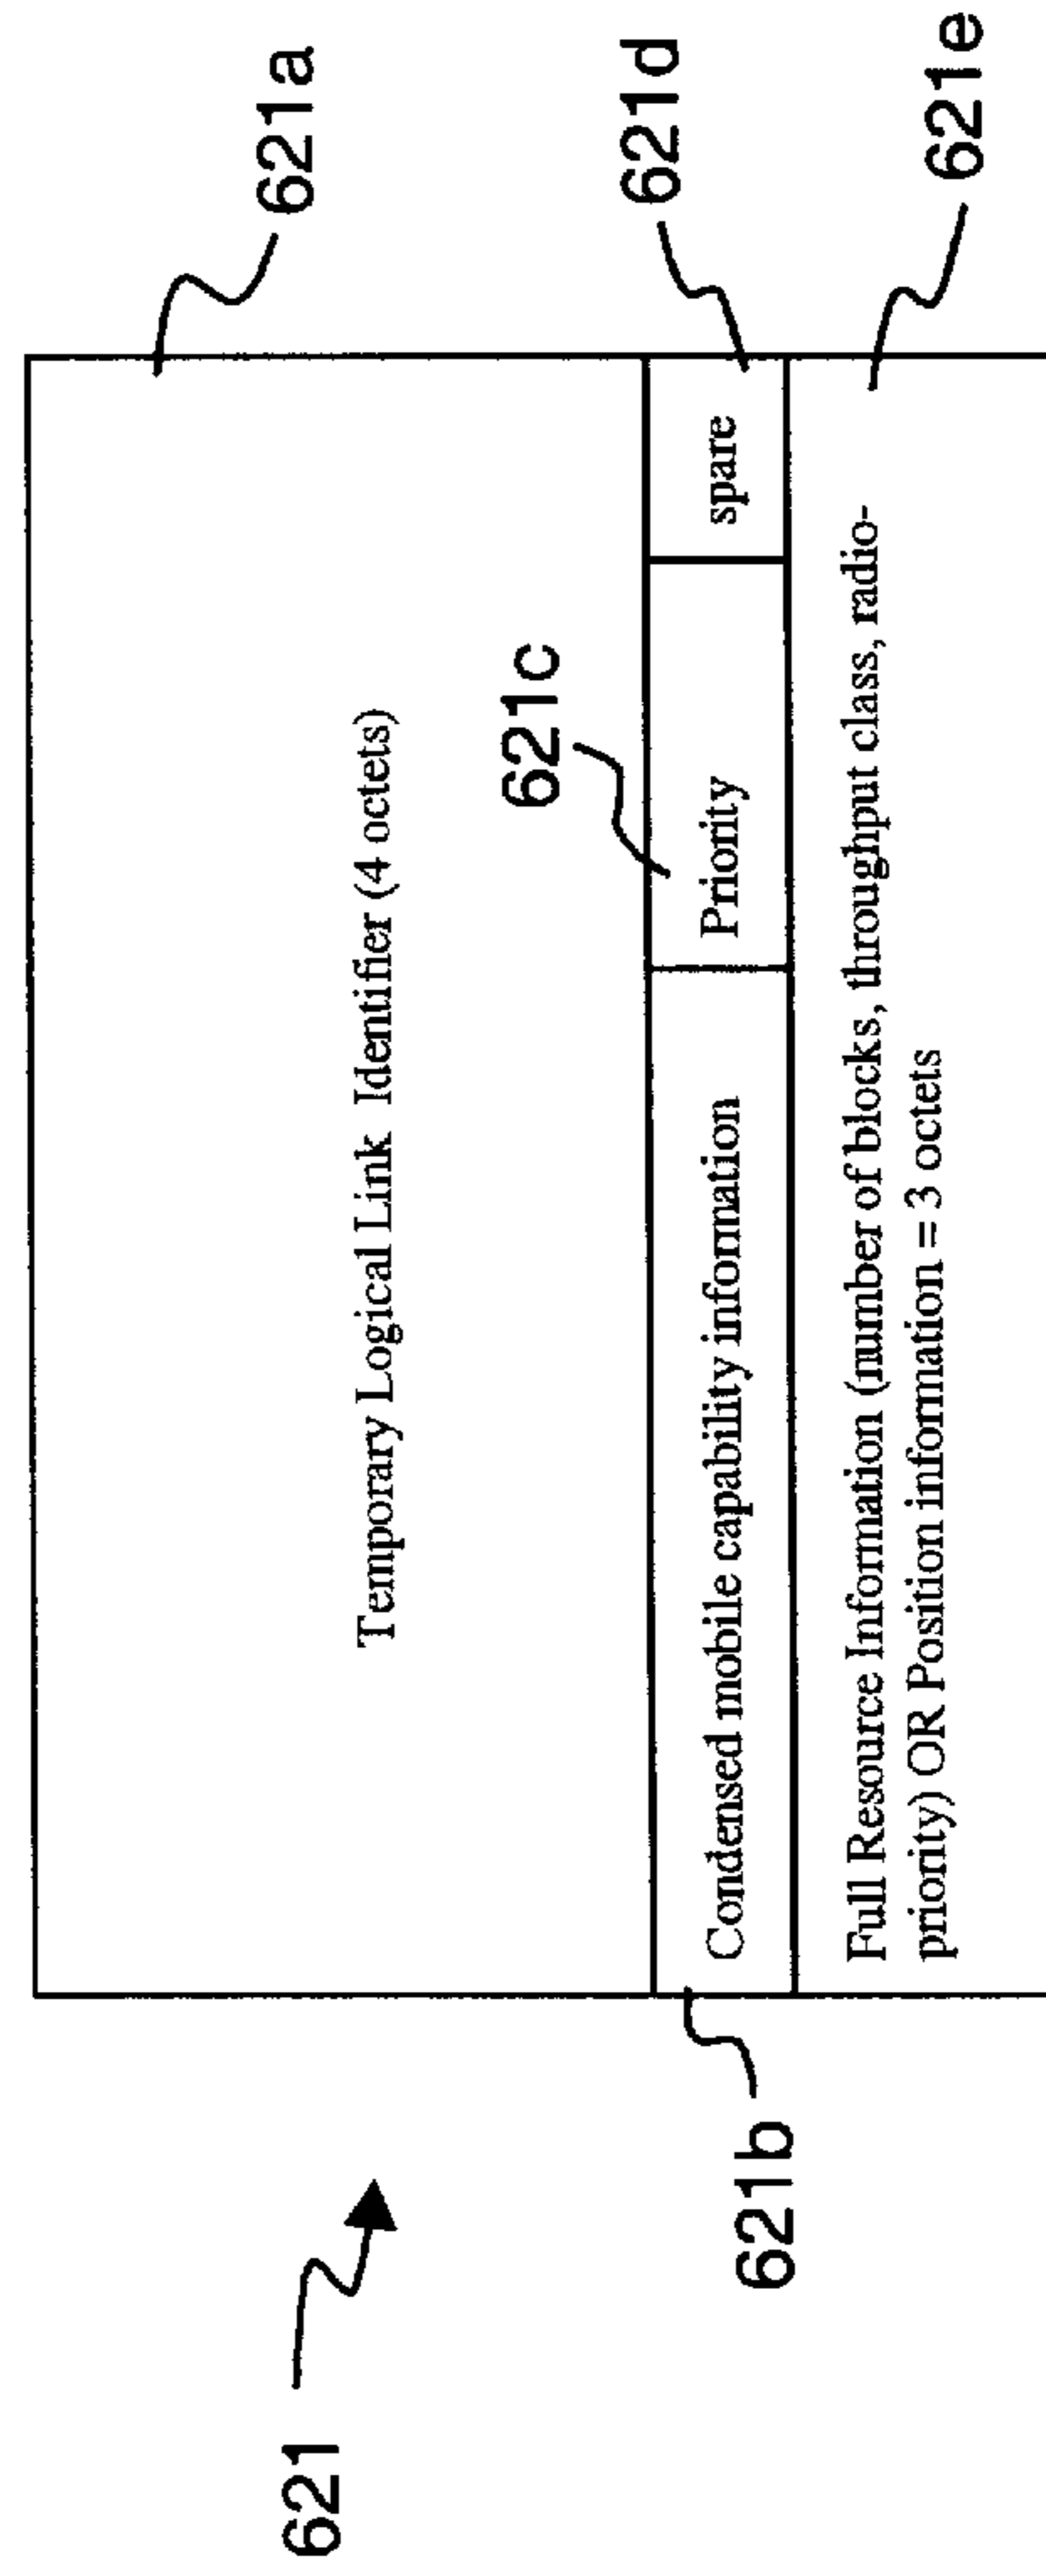 621
621a
Temporary Logical Link Identifier (4 octets)
621c
621d
621b
Condensed mobile capability information
Priority
spare
621e
Full Resource Information (number of blocks, throughput class, radio-
priority) OR Position information = 3 octets